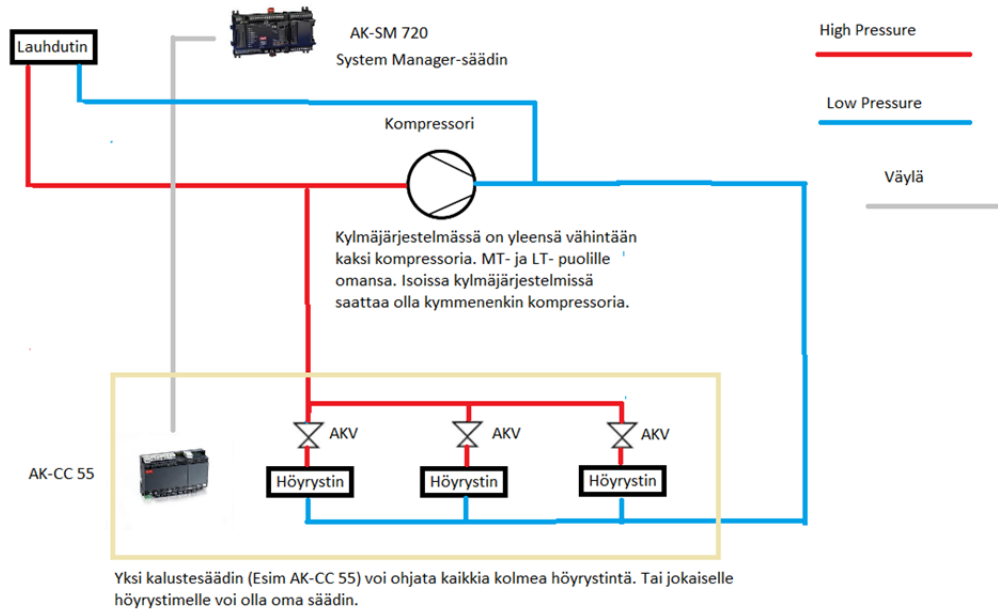 Lauhdutin
AK-SM 720
System Manager-säädin
High Pressure
Low Pressure
Väylä
Kompressori
Kylmäjärjestelmässä on yleensä vähintään
kaksi kompressoria. MT- ja LT- puolille
omansa. Isoissa kylmäjärjestelmissä
saattaa olla kymmenenkin kompressoria.
AKV
AKV
AKV
AK-CC 55
Höyrystin
Höyrystin
Höyrystin
Yksi kalustesäädin (Esim AK-CC 55) voi ohjata kaikkia kolmea höyrystintä. Tai jokaiselle
höyrystimelle voi olla oma säädin.